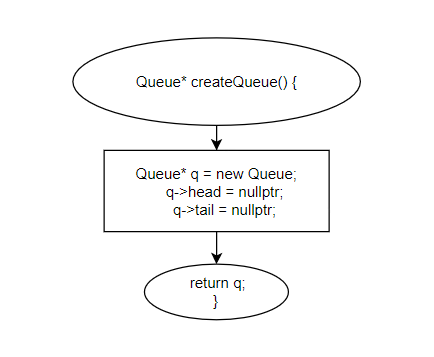 Queue* createQueue() {
Queue* q = new Queue;
q->head = nullptr;
q->tail = nullptr;
return q;
}